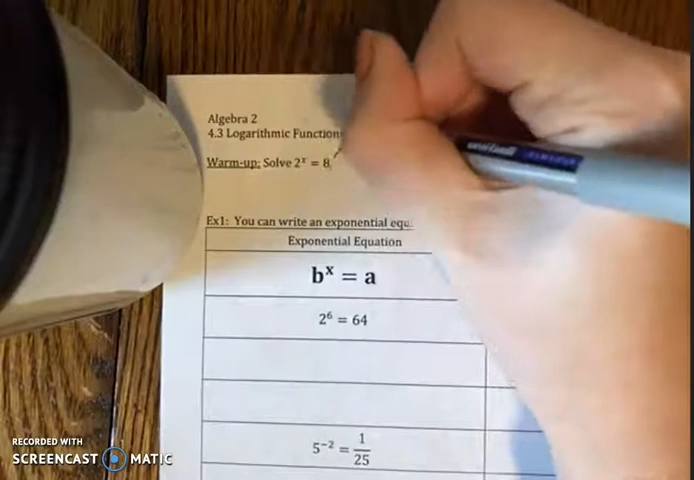 Algebra 2
4.3 Logarithmic Function
Warm-up: Solve 2ˣ = 8,
Ex1: You can write an exponential equ
Exponential Equation
bˣ = a
2⁶ = 64
5⁻² = 1/25
RECORDED WITH
SCREENCAST MATIC